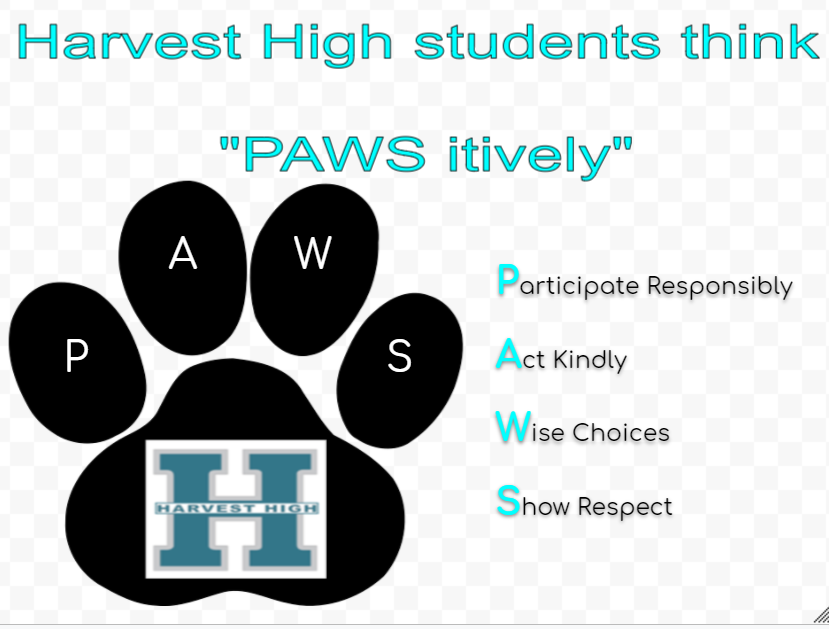 Harvest High students think
"PAWS itively"
P A W S
Participate Responsibly
Act Kindly
Wise Choices
Show Respect
H
HARVEST HIGH